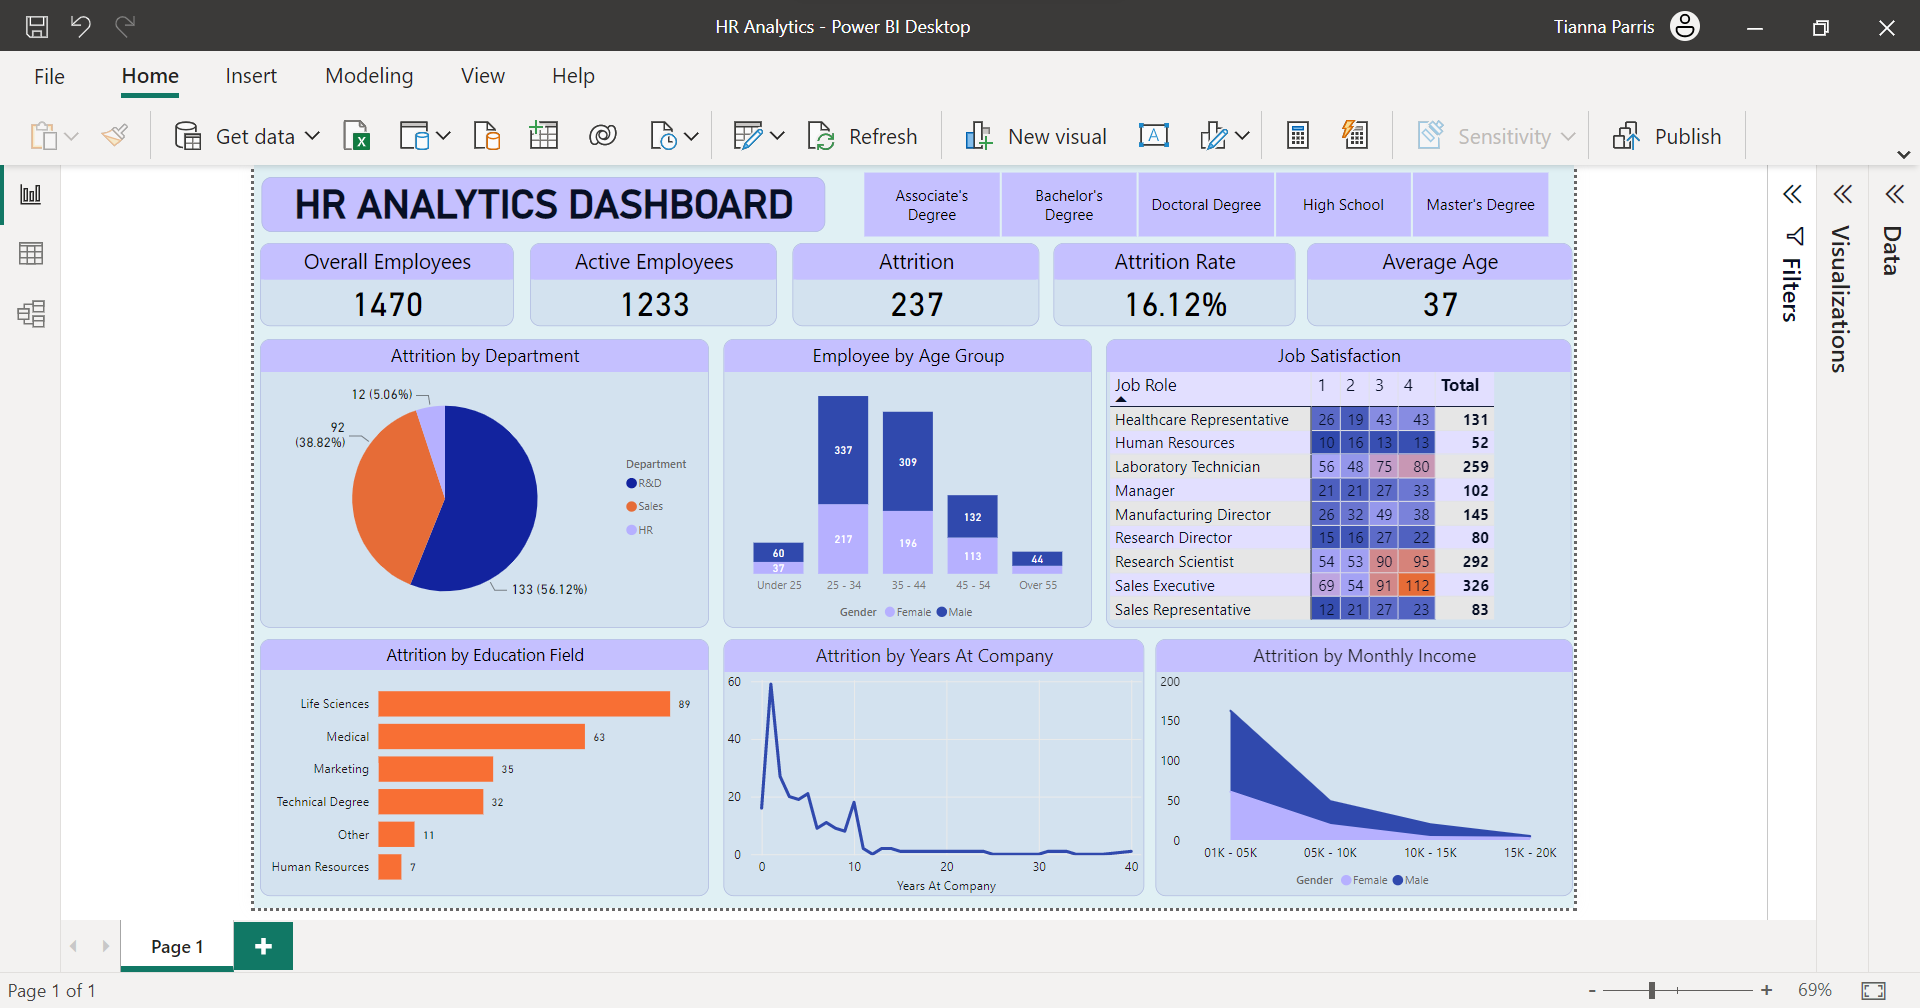 HR Analytics - Power BI Desktop
Tianna Parris
File
Home
Insert
Modeling
View
Help
Get data
Refresh
New visual
A
Sensitivity
Publish
HR ANALYTICS DASHBOARD
Associate's
Degree
Bachelor's
Degree
Doctoral Degree
High School
Master's Degree
Overall Employees
1470
Active Employees
1233
Attrition
237
Attrition Rate
16.12%
Average Age
37
Filters
Visualizations
Data
Attrition by Department
12 (5.06%)
92
(38.82%)
133 (56.12%)
Department
R&D
Sales
HR
Employee by Age Group
337
309
132
60
44
217
196
113
37
Under 25
25 - 34
35 - 44
45 - 54
Over 55
Gender
Female
Male
Job Satisfaction
Job Role 1 2 3 4 Total
Healthcare Representative 26 19 43 43 131
Human Resources 10 16 13 13 52
Laboratory Technician 56 48 75 80 259
Manager 21 21 27 33 102
Manufacturing Director 26 32 49 38 145
Research Director 15 16 27 22 80
Research Scientist 54 53 90 95 292
Sales Executive 69 54 91 112 326
Sales Representative 12 21 27 23 83
Attrition by Education Field
Life Sciences 89
Medical 63
Marketing 35
Technical Degree 32
Other 11
Human Resources 7
Attrition by Years At Company
60
40
20
0
0 10 20 30 40
Years At Company
Attrition by Monthly Income
200
150
100
50
0
01K - 05K
05K - 10K
10K - 15K
15K - 20K
Gender
Female
Male
Page 1
Page 1 of 1
69%